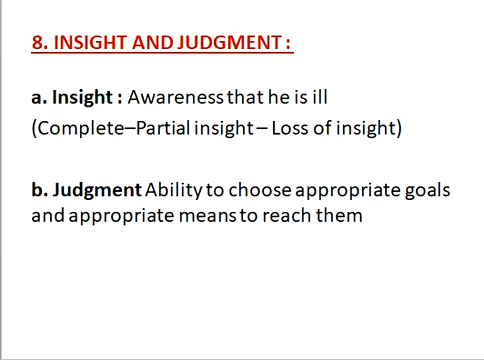 8. INSIGHT AND JUDGMENT :
a. Insight : Awareness that he is ill
(Complete–Partial insight – Loss of insight)
b. Judgment Ability to choose appropriate goals
and appropriate means to reach them